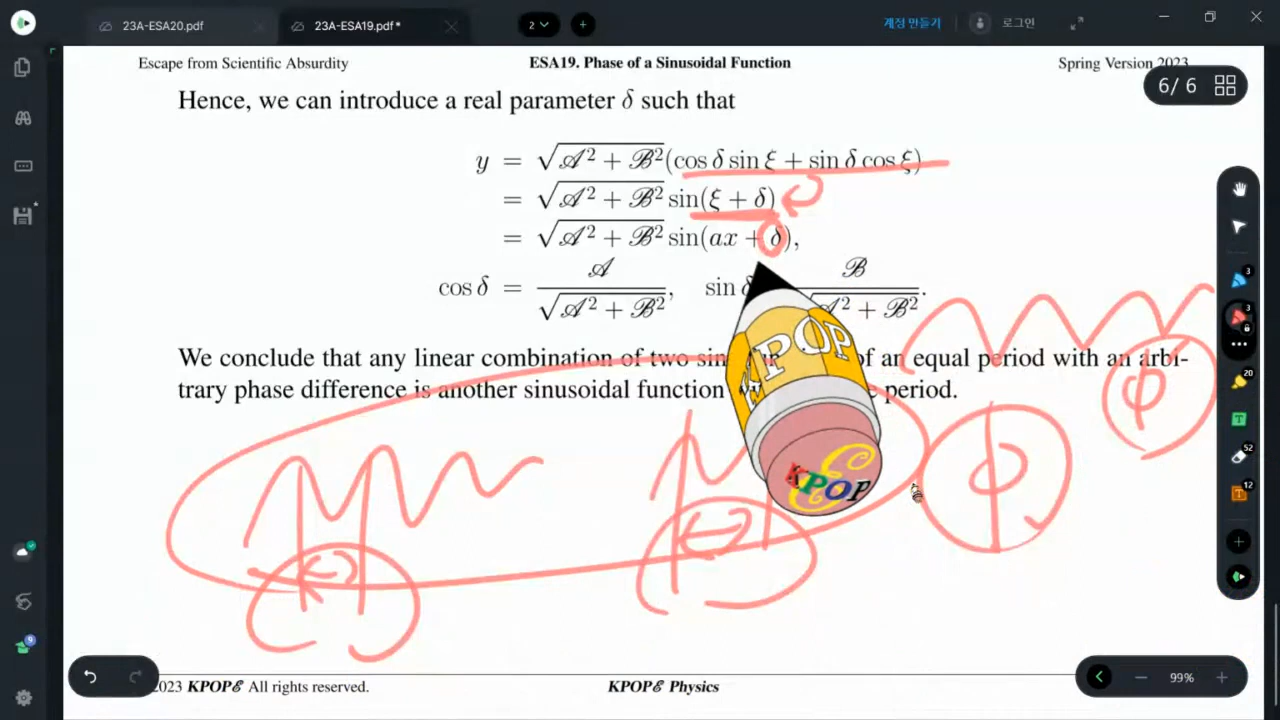 23A-ESA20.pdf
23A-ESA19.pdf*
2
계정 만들기
로그인
Escape from Scientific Absurdity
ESA19. Phase of a Sinusoidal Function
Spring Version 2023
6/6
Hence, we can introduce a real parameter δ such that
y = √𝒜² + ℬ²(cos δ sin ξ + sin δ cos ξ)
= √𝒜² + ℬ² sin(ξ + δ)
= √𝒜² + ℬ² sin(ax + δ),
cos δ = 𝒜 / √𝒜² + ℬ², sin δ ℬ / 𝒜² + ℬ².
We conclude that any linear combination of two of an equal period with an arbi-
trary phase difference is another sinusoidal function period.
KPOP
KPOP
ϕ
ϕ
2023 KPOPℰ All rights reserved.
KPOPℰ Physics
99%
3
3
20
52
12
9
T
T